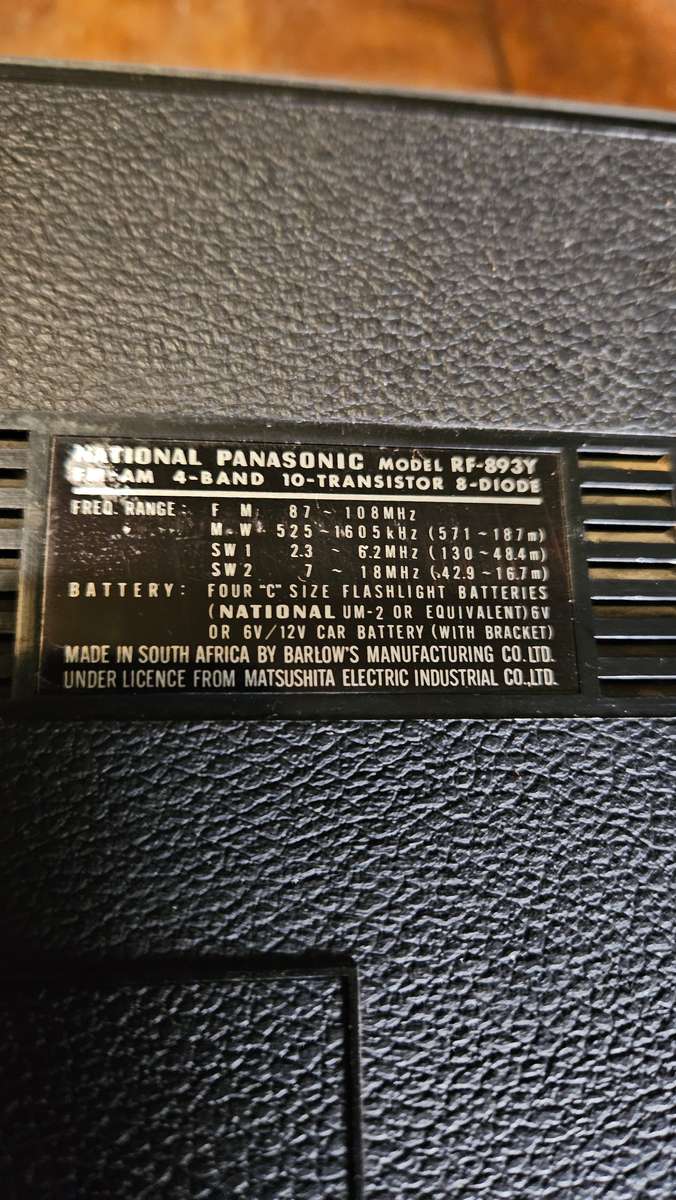 NATIONAL PANASONIC MODEL RF-893Y
FM-AM 4-BAND 10-TRANSISTOR 8-DIODE
FREQ. RANGE: FM 87 ~ 108MHz
MW 525~1605kHz (571~187m)
SW1 2.3 ~ 6.2MHz (130~48.4m)
SW2 7 ~ 18MHz (42.9~16.7m)
BATTERY: FOUR "C" SIZE FLASHLIGHT BATTERIES
(NATIONAL UM-2 OR EQUIVALENT) 6V
OR 6V/12V CAR BATTERY (WITH BRACKET)
MADE IN SOUTH AFRICA BY BARLOW'S MANUFACTURING CO. LTD.
UNDER LICENCE FROM MATSUSHITA ELECTRIC INDUSTRIAL CO.,LTD.